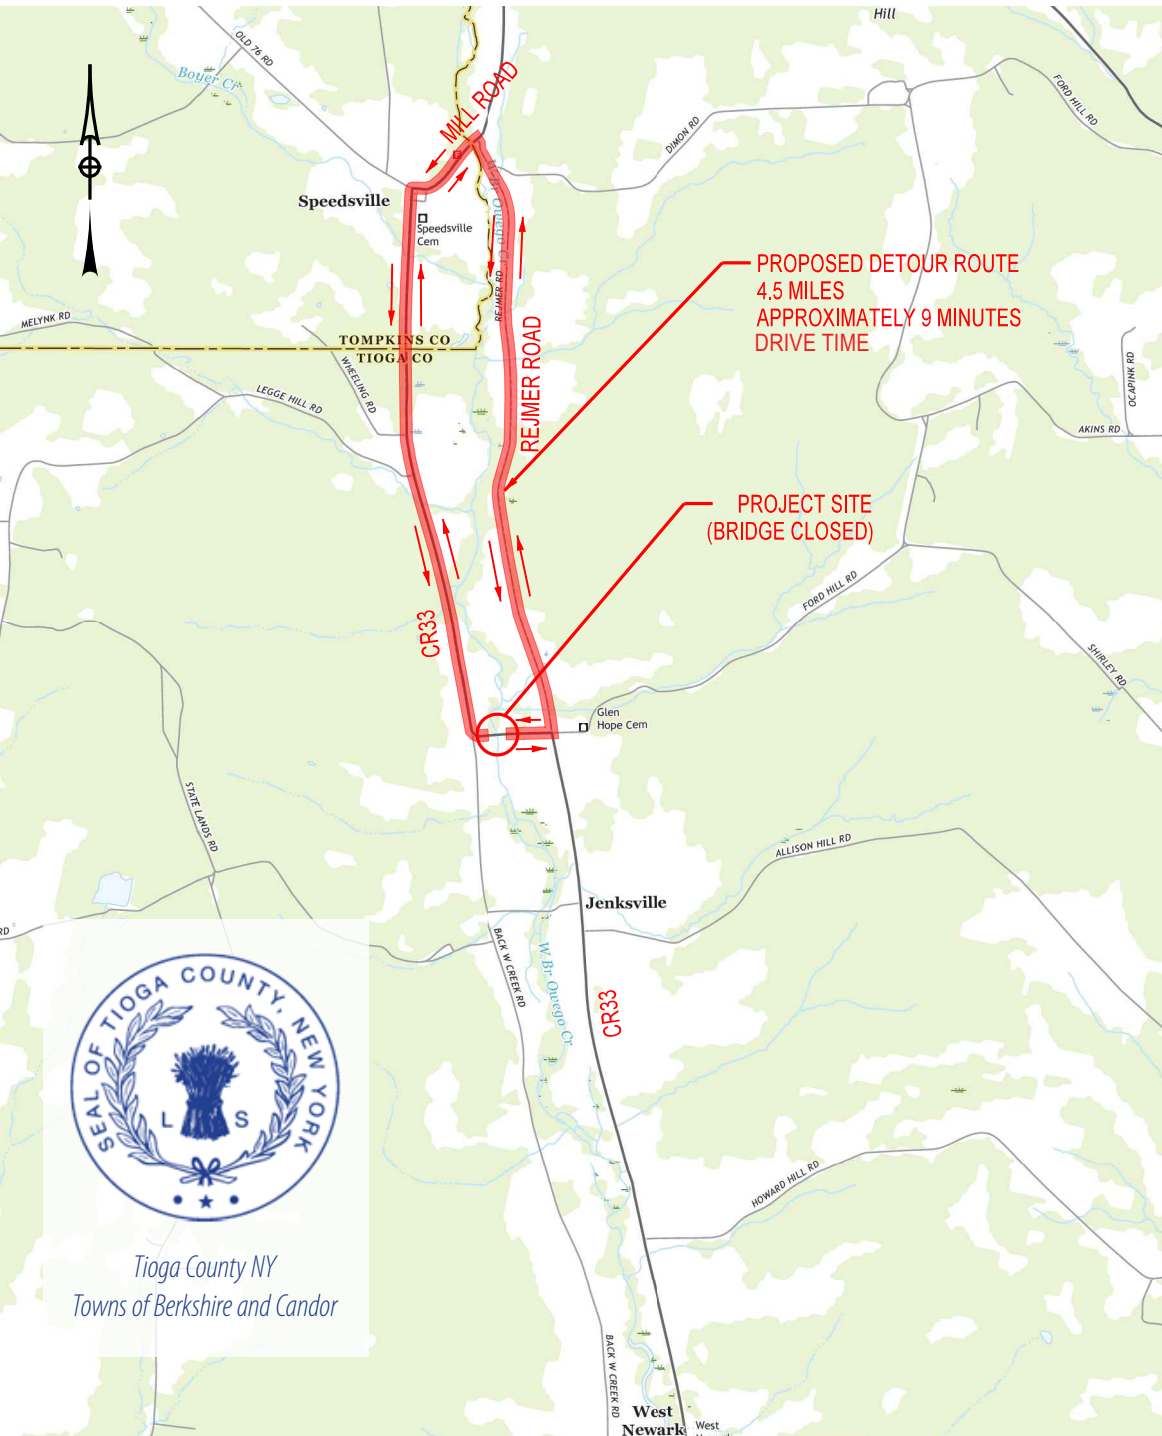 Hill
OLD 76 RD
Boyer Cr
FORD HILL RD
MILL ROAD
DIMON RD
W Br Owego Cr
Speedsville
Speedsville
Cem
PROPOSED DETOUR ROUTE
4.5 MILES
APPROXIMATELY 9 MINUTES
DRIVE TIME
REJMER RD
MELYNK RD
TOMPKINS CO
TIOGA CO
WHEELING RD
REJMER ROAD
OCAPINK RD
LEGGE HILL RD
AKINS RD
PROJECT SITE
(BRIDGE CLOSED)
FORD HILL RD
CR33
SHIRLEY RD
Glen
Hope Cem
STATE LANDS RD
ALLISON HILL RD
Jenksville
RD
BACK W CREEK RD
W Br Owego Cr
CR33
SEAL OF TIOGA COUNTY, NEW YORK
L S
HOWARD HILL RD
Tioga County NY
Towns of Berkshire and Candor
BACK W CREEK RD
West
Newark
West